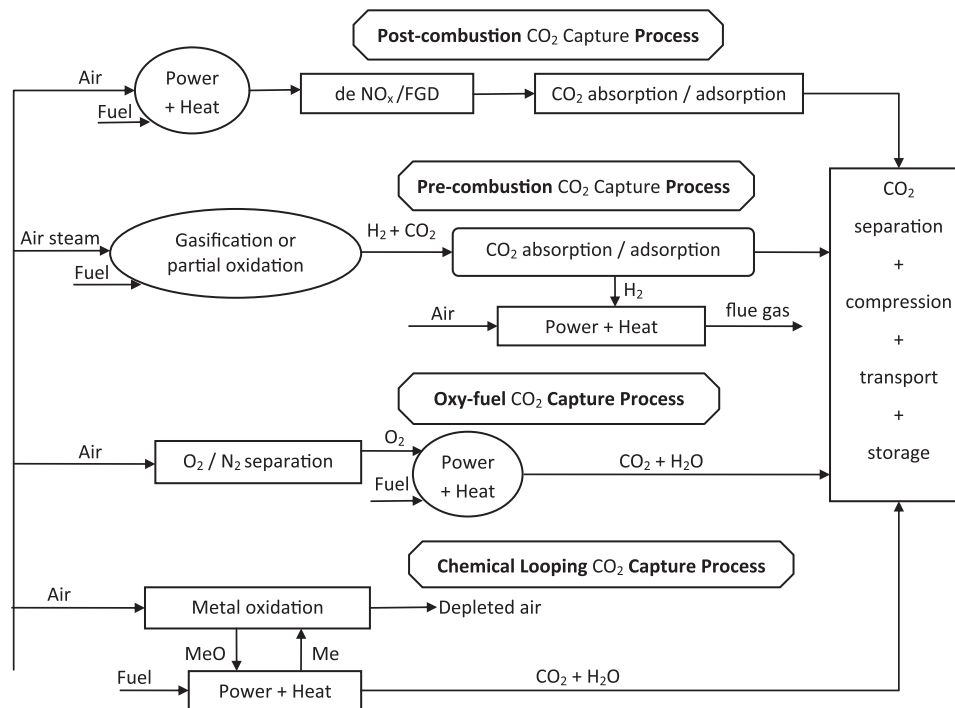 Post-combustion CO₂ Capture Process
Air
Fuel
Power
+ Heat
de NOₓ/FGD
CO₂ absorption / adsorption
Pre-combustion CO₂ Capture Process
Air steam
Fuel
Gasification or
partial oxidation
H₂ + CO₂
CO₂ absorption / adsorption
H₂
Air
Power + Heat
flue gas
CO₂
separation
+
compression
+
transport
+
storage
Oxy-fuel CO₂ Capture Process
Air
O₂ / N₂ separation
O₂
Fuel
Power
+ Heat
CO₂ + H₂O
Chemical Looping CO₂ Capture Process
Air
Metal oxidation
Depleted air
MeO
Me
Fuel
Power + Heat
CO₂ + H₂O